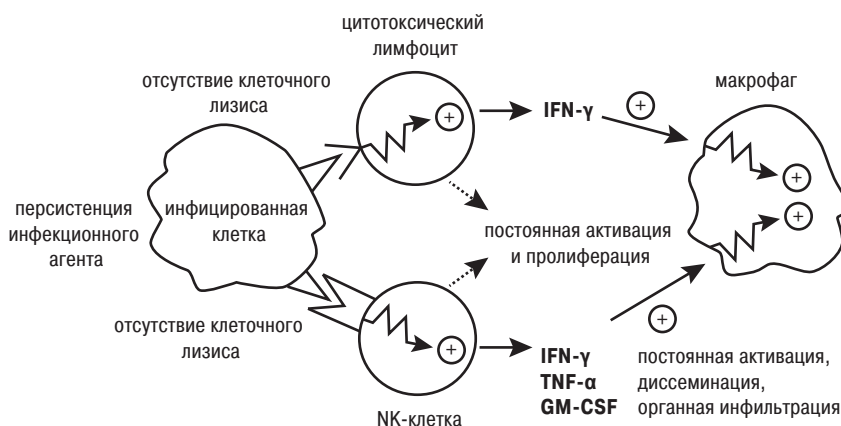 цитотоксический
лимфоцит
отсутствие клеточного
лизиса
IFN-γ
+
+
макрофаг
+
+
персистенция
инфекционного
агента
инфицированная
клетка
постоянная активация
и пролиферация
отсутствие клеточного
лизиса
+
+
IFN-γ
TNF-α
GM-CSF
постоянная активация,
диссеминация,
органная инфильтрация
NK-клетка